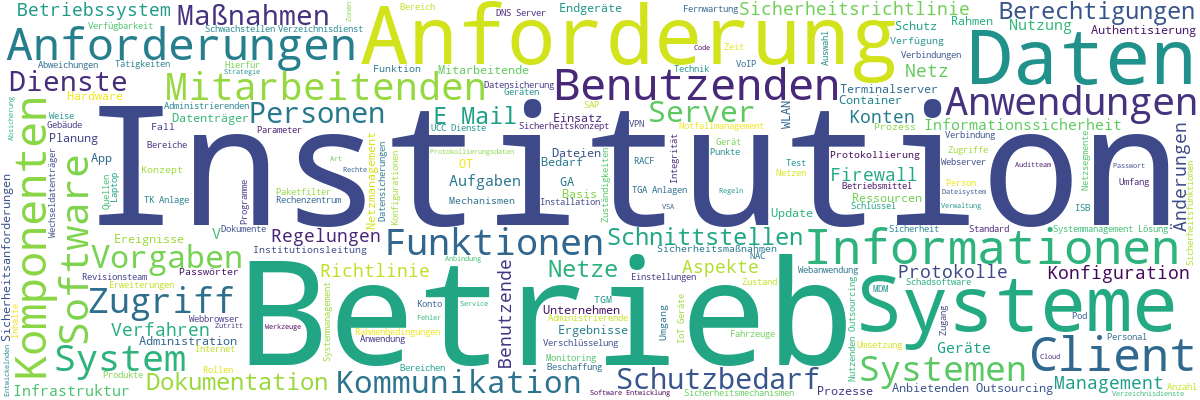 Betriebssystem
Maßnahmen
Anforderung
DNS Server
Endgeräte
Fernwartung
Sicherheitsrichtlinie
Berechtigungen
Zonen
Bereich
Verfügbarkeit
Schwachstellen
Verzeichnisdienst
Code
Zeit
Auswahl
Schutz
Rahmen
Nutzung
Authentisierung
Anforderungen
Verfügung
Verbindungen
Daten
Abweichungen
Tätigkeiten
Hierfür
Strategie
Funktion
Mitarbeitende
Geräten
Technik
VoIP
Netz
Dienste
Mitarbeitenden
Datensicherung
Benutzenden
Terminalserver
Container
Anwendungen
Hardware
Absicherung
Komponenten
Weise
Gebäude
Planung
Administrierenden
Datenträger
Personen
E Mail
SAP
Einsatz
Server
WLAN
Konten
Informationssicherheit
Institution
Fall
Parameter
UCC Dienste
Sicherheitskonzept
VPN
Notfallmanagement
Prozess
Verbindung
Bereiche
Wechseldatenträger
App
Software
Konzept
Quellen
Laptop
TK Anlage
Programme
Art
Rechte
Paketfilter
Rechenzentrum
Netzmanagement
Datensicherungen
Konfigurationen
Protokollierungsdaten
OT
Aufgaben
Mechanismen
Bedarf
Dateien
GA
Basis
Installation
Zuständigkeiten
RACF
TGA Anlagen
VSA
Integrität
Gerät
Punkte
Regeln
Test
Netzen
Update
Protokollierung
Firewall
Betriebsmittel
Ressourcen
Schlüssel
Zugriffe
Webserver
Person
Dateisystem
Verwaltung
Netzsegmente
Auditteam
Passwort
Umfang
ISB
Änderungen
Sicherheitsanforderungen
Sicherheitsfunktionen
V
Dokumente
Ereignisse
Regelungen
Institutionsleitung
Funktionen
Schnittstellen
Sicherheitsmaßnahmen
Sicherheit
Standard
Systemmanagement Lösung
Informationen
Vorgaben
Revisionsteam
Passwörter
Erweiterungen
Richtlinie
Betrieb
Anbindung
Benutzende
Netze
Einstellungen
Aspekte
NAC
Zustand
Webanwendung
Protokolle
Schadsoftware
Konfiguration
MDM
Systeme
Zugriff
Webbrowser
Zutritt
Konto
Service
Fehler
TGM
Unternehmen
Administrierende
Umgang
IoT Geräte
Inhalte
Verfahren
Administration
Werkzeuge
Systemmanagement
Rahmenbedingungen
Anwendung
Ergebnisse
Verschlüsselung
Fahrzeuge
Nutzenden Outsourcing
Umsetzung
Zugang
Pod
Personal
Client
Entwickelnden
System
Internet
Rollen
Bereichen
Monitoring
Beschaffung
Systemen
Geräte
Cloud
Produkte
Infrastruktur
Dokumentation
Kommunikation
Software Entwicklung
Schutzbedarf
Sicherheitsmechanismen
Prozesse
Anbietenden Outsourcing
Management
Anzahl
Verzeichnisdienste